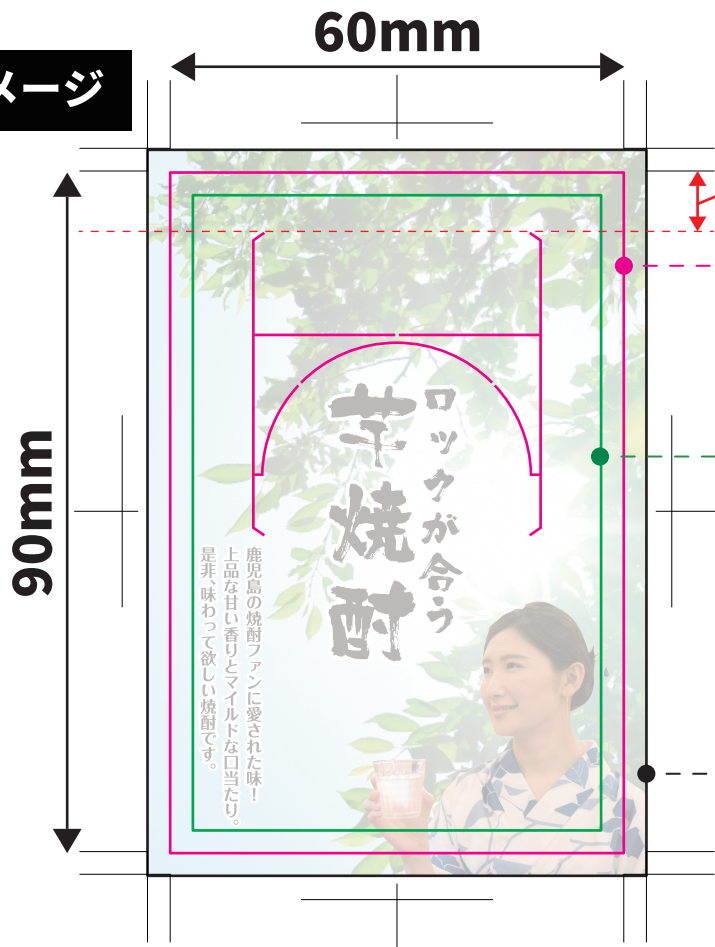 60mm
メージ
90mm
ロックが合う
芋焼酎
鹿児島の焼酎ファンに愛された味！
上品な甘い香りとマイルドな口当たり。
是非、味わって欲しい焼酎です。